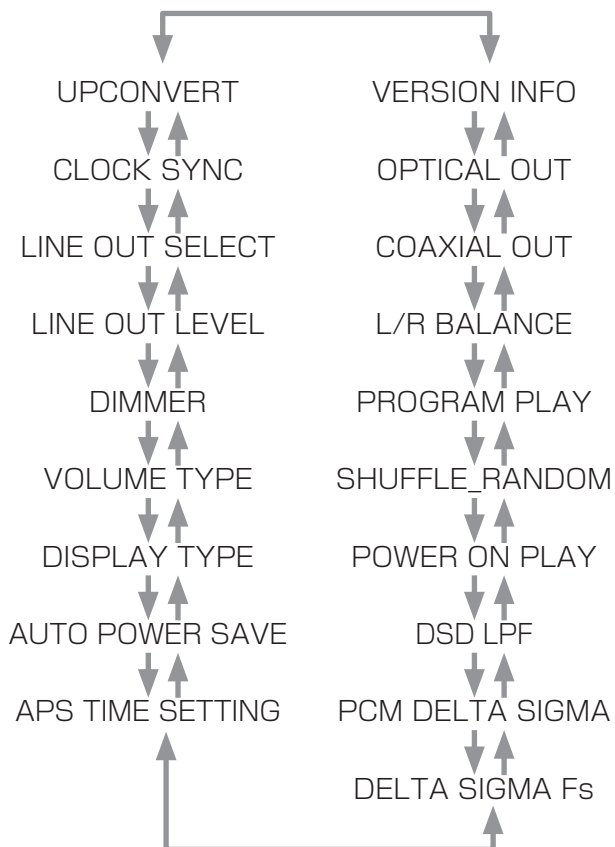 UPCONVERT
CLOCK SYNC
LINE OUT SELECT
LINE OUT LEVEL
DIMMER
VOLUME TYPE
DISPLAY TYPE
AUTO POWER SAVE
APS TIME SETTING
VERSION INFO
OPTICAL OUT
COAXIAL OUT
L/R BALANCE
PROGRAM PLAY
SHUFFLE_RANDOM
POWER ON PLAY
DSD LPF
PCM DELTA SIGMA
DELTA SIGMA Fs